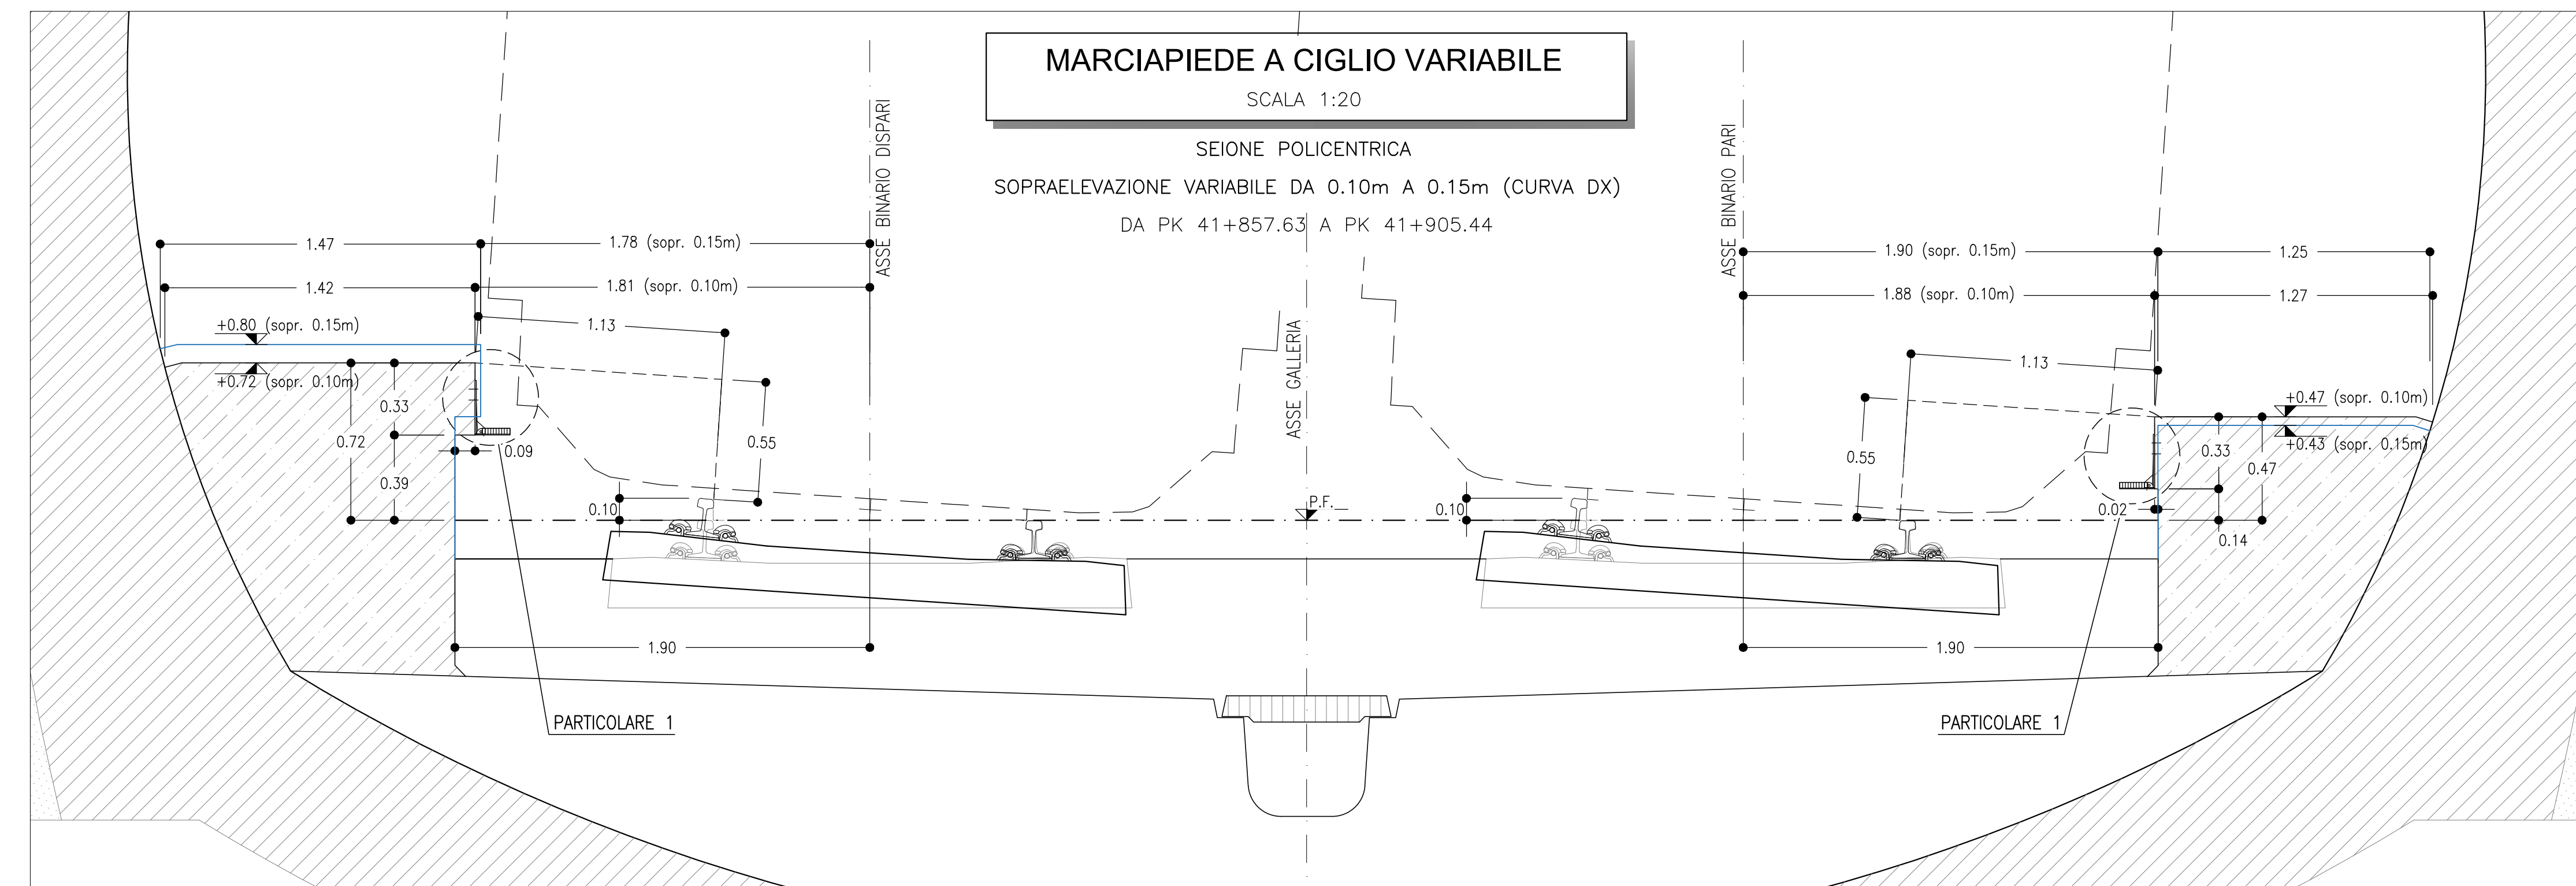 MARCIAPIEDE A CIGLIO VARIABILE
SCALA 1:20
SEIONE POLICENTRICA
SOPRAELEVAZIONE VARIABILE DA 0.10m A 0.15m (CURVA DX)
DA PK 41+857.63 A PK 41+905.44
ASSE BINARIO DISPARI
ASSE BINARIO PARI
ASSE GALLERIA
1.47
1.78 (sopr. 0.15m)
1.42
1.81 (sopr. 0.10m)
+0.80 (sopr. 0.15m)
+0.72 (sopr. 0.10m)
1.13
0.33
0.72
0.55
0.09
0.39
0.10
1.90
PARTICOLARE 1
P.F.
1.90 (sopr. 0.15m)
1.25
1.88 (sopr. 0.10m)
1.27
1.13
+0.47 (sopr. 0.10m)
+0.43 (sopr. 0.15m)
0.33
0.47
0.55
0.10
0.02
0.14
1.90
PARTICOLARE 1